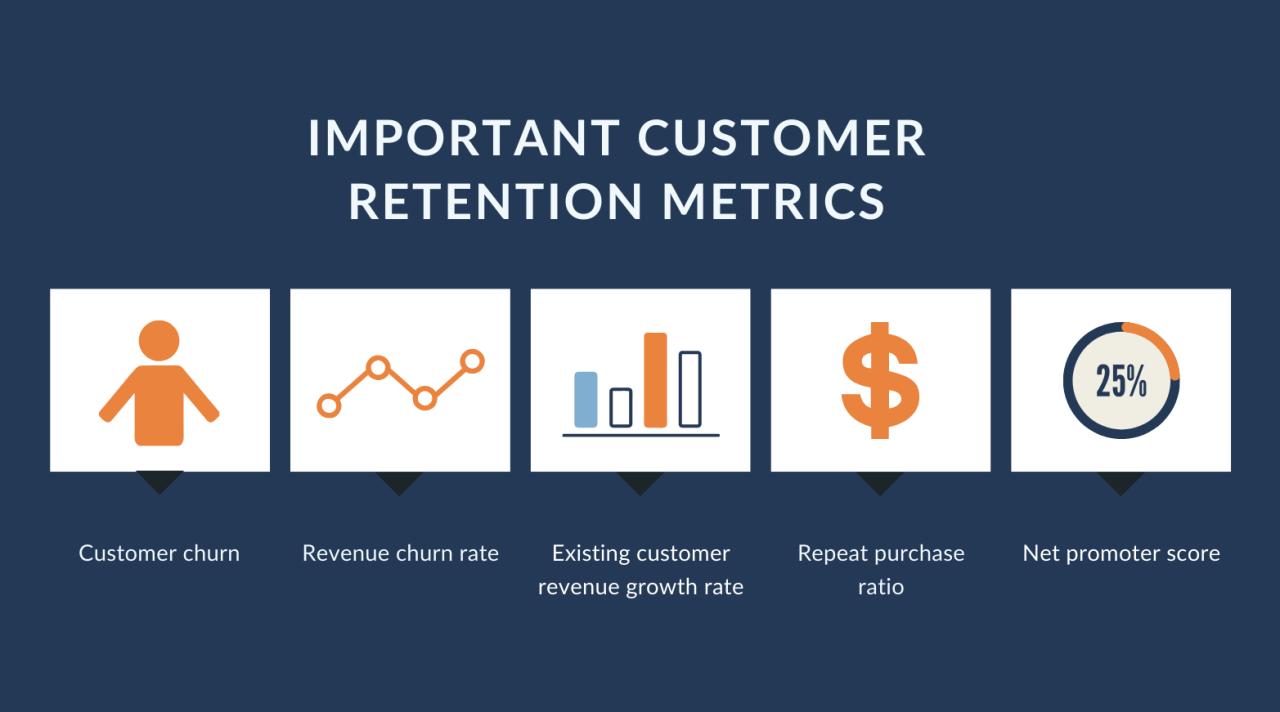 IMPORTANT CUSTOMER
RETENTION METRICS
25%
Customer churn
Revenue churn rate
Existing customer
revenue growth rate
Repeat purchase
ratio
Net promoter score